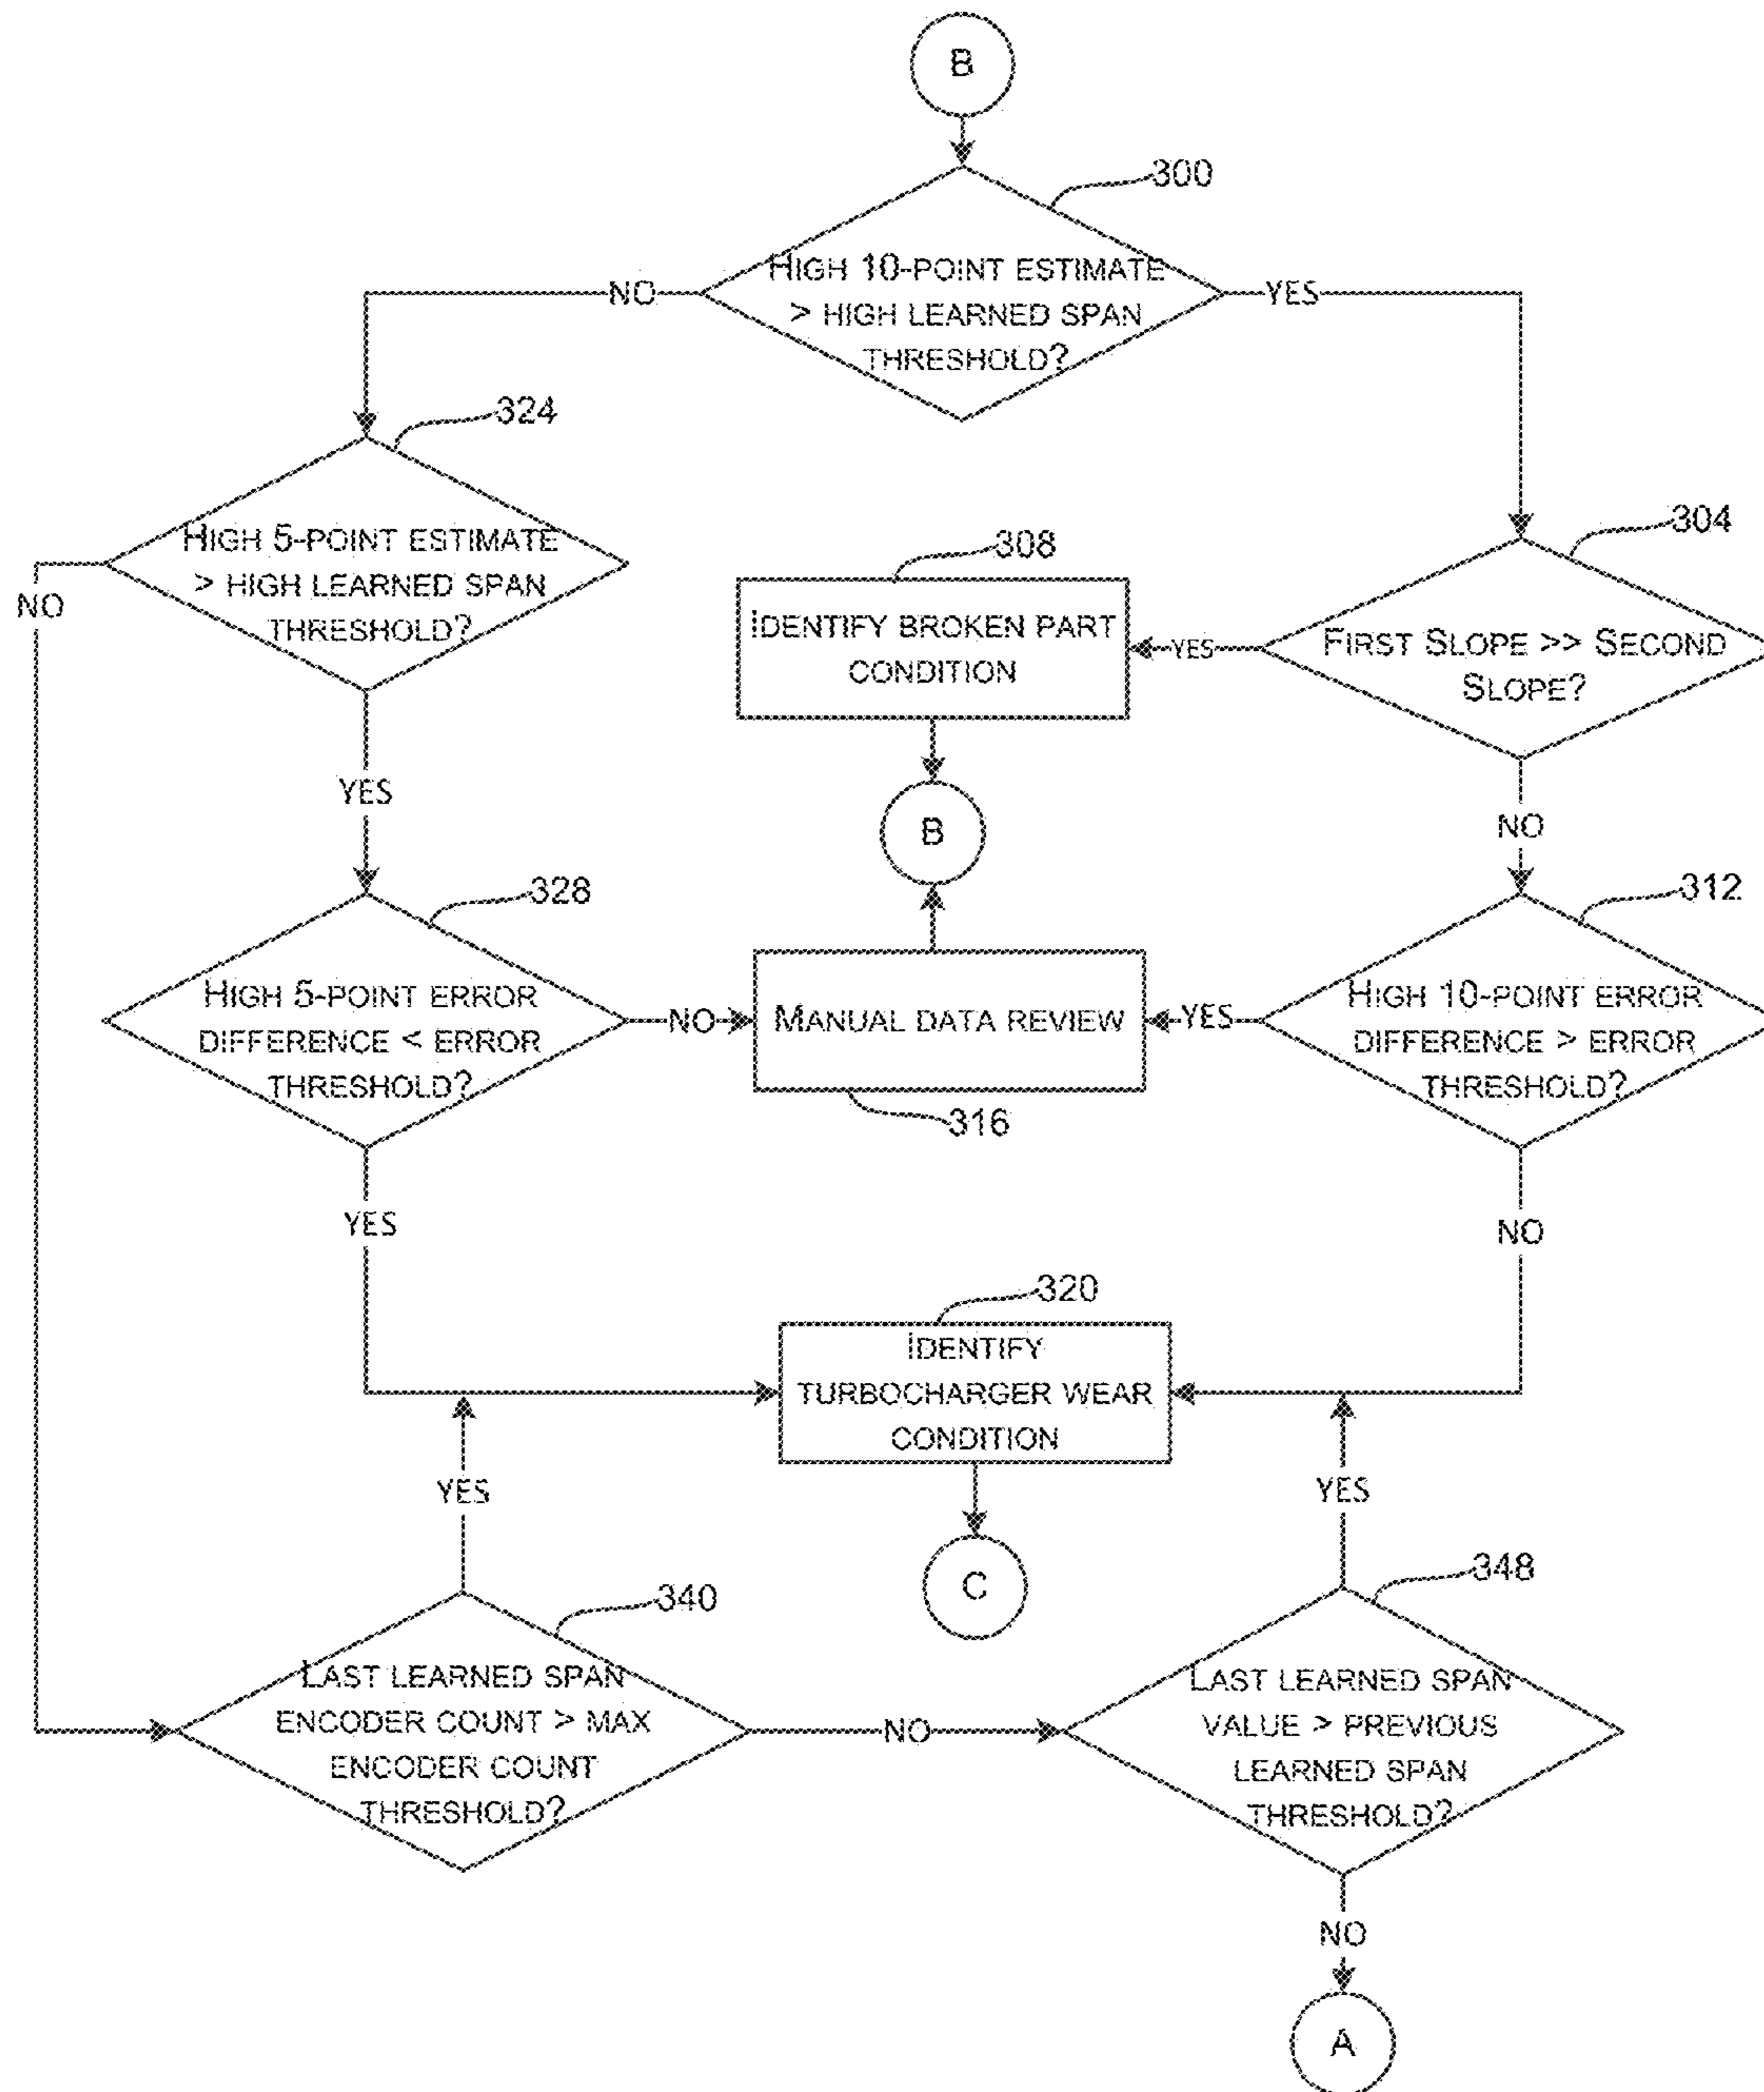 B
300
HIGH 10-POINT ESTIMATE
> HIGH LEARNED SPAN
THRESHOLD?
NO
YES
324
HIGH 5-POINT ESTIMATE
> HIGH LEARNED SPAN
THRESHOLD?
NO
YES
304
FIRST SLOPE >> SECOND
SLOPE?
YES
NO
308
IDENTIFY BROKEN PART
CONDITION
B
328
HIGH 5-POINT ERROR
DIFFERENCE < ERROR
THRESHOLD?
NO
YES
MANUAL DATA REVIEW
316
312
HIGH 10-POINT ERROR
DIFFERENCE > ERROR
THRESHOLD?
YES
NO
320
IDENTIFY
TURBOCHARGER WEAR
CONDITION
C
YES
340
LAST LEARNED SPAN
ENCODER COUNT > MAX
ENCODER COUNT
THRESHOLD?
NO
YES
348
LAST LEARNED SPAN
VALUE > PREVIOUS
LEARNED SPAN
THRESHOLD?
NO
A